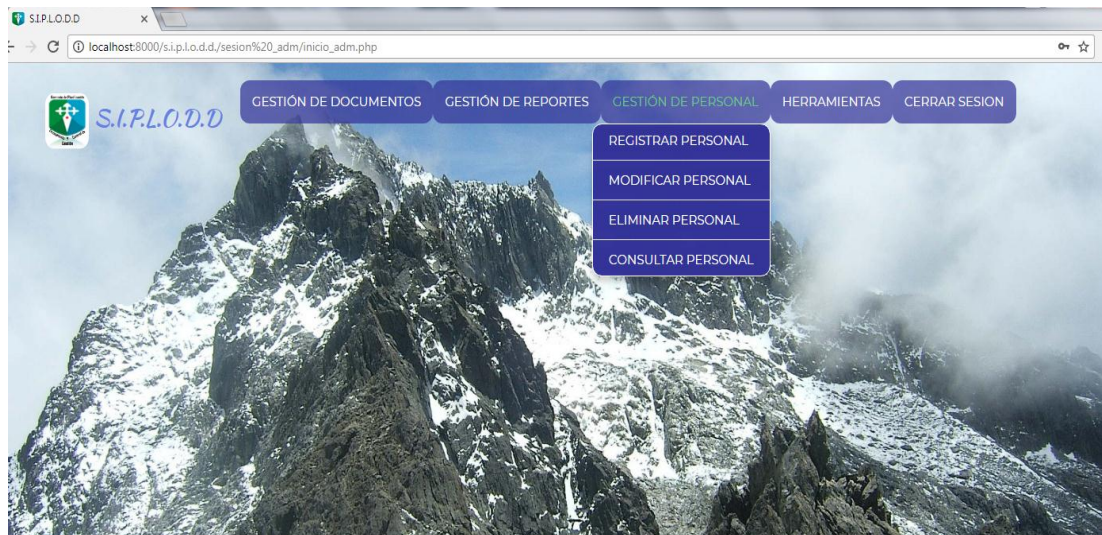 S.I.P.L.O.D.D
localhost:8000/s.i.p.l.o.d.d./sesion%20_adm/inicio_adm.php
S.I.P.L.O.D.D
GESTIÓN DE DOCUMENTOS
GESTIÓN DE REPORTES
GESTIÓN DE PERSONAL
HERRAMIENTAS
CERRAR SESION
REGISTRAR PERSONAL
MODIFICAR PERSONAL
ELIMINAR PERSONAL
CONSULTAR PERSONAL